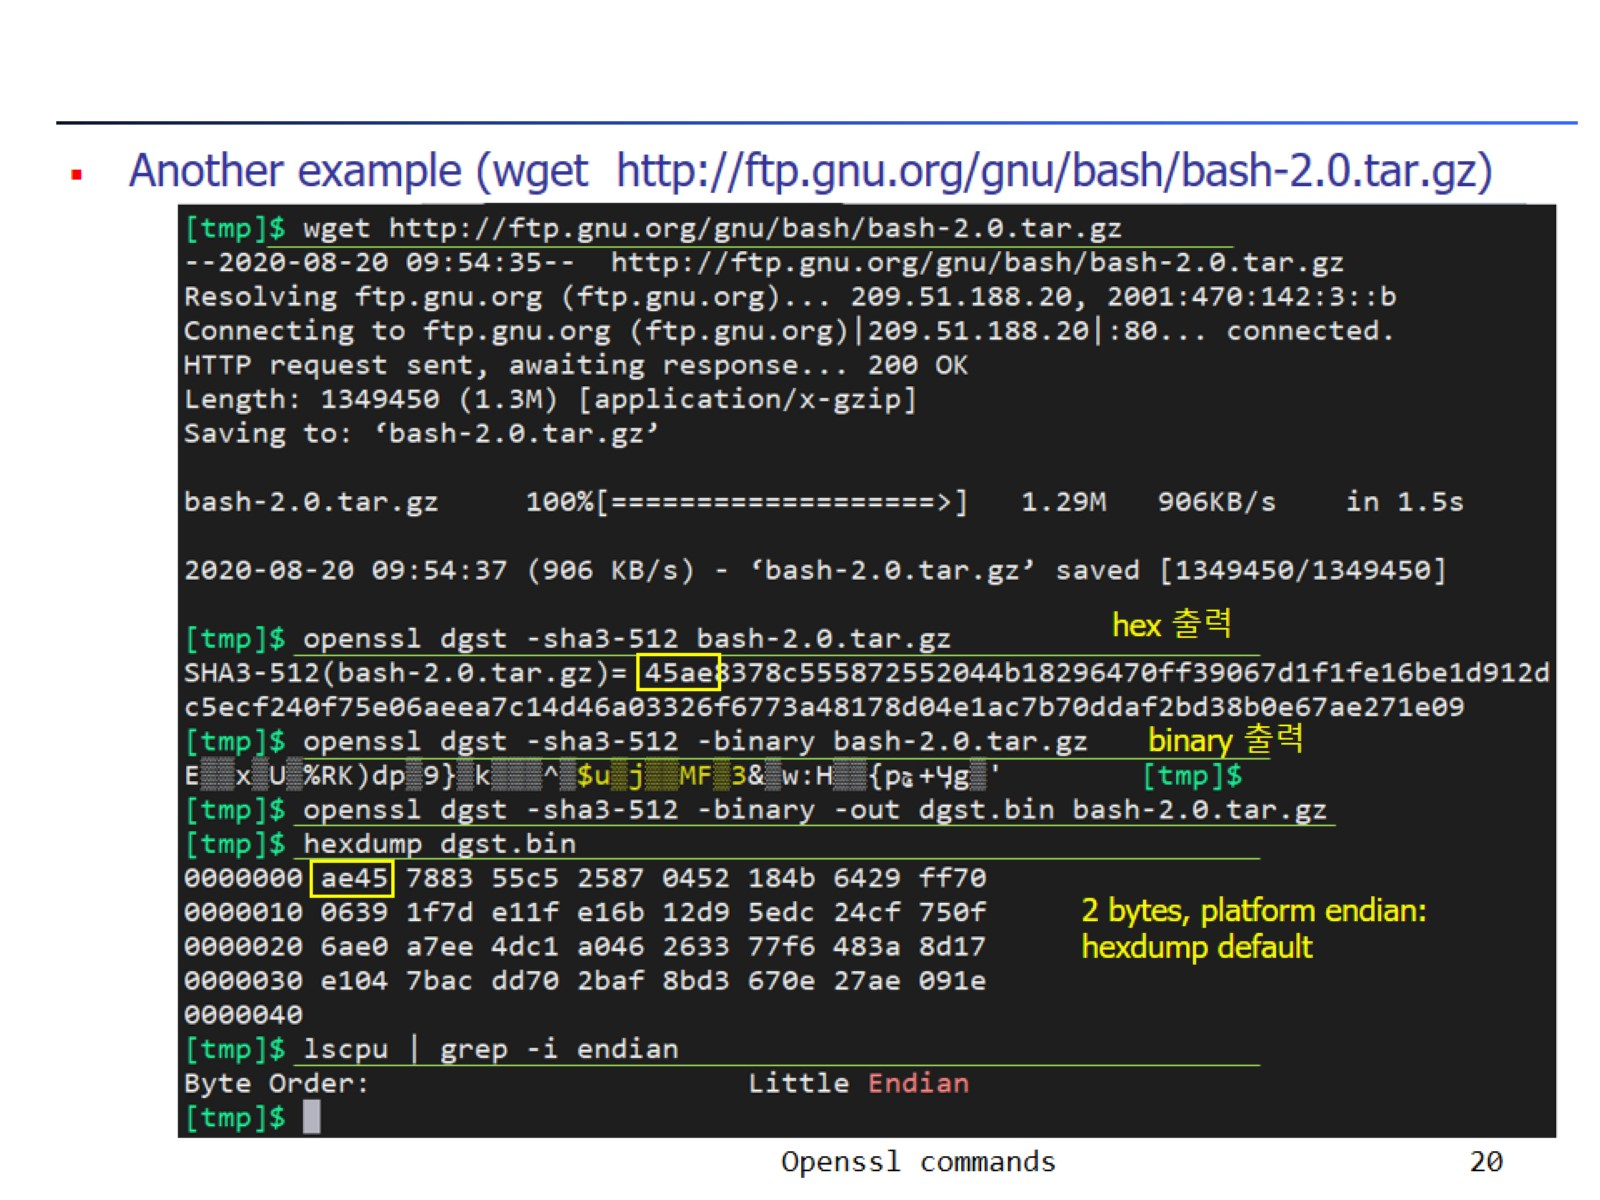 Another example (wget  http://ftp.gnu.org/gnu/bash/bash-2.0.tar.gz)
[tmp]$ wget http://ftp.gnu.org/gnu/bash/bash-2.0.tar.gz
--2020-08-20 09:54:35--  http://ftp.gnu.org/gnu/bash/bash-2.0.tar.gz
Resolving ftp.gnu.org (ftp.gnu.org)... 209.51.188.20, 2001:470:142:3::b
Connecting to ftp.gnu.org (ftp.gnu.org)|209.51.188.20|:80... connected.
HTTP request sent, awaiting response... 200 OK
Length: 1349450 (1.3M) [application/x-gzip]
Saving to: ‘bash-2.0.tar.gz’
bash-2.0.tar.gz     100%[===================>]   1.29M   906KB/s    in 1.5s
2020-08-20 09:54:37 (906 KB/s) - ‘bash-2.0.tar.gz’ saved [1349450/1349450]
hex 출력
[tmp]$ openssl dgst -sha3-512 bash-2.0.tar.gz
SHA3-512(bash-2.0.tar.gz)= 45ae8378c555872552044b18296470ff39067d1f1fe16be1d912d
c5ecf240f75e06aeea7c14d46a03326f6773a48178d04e1ac7b70ddaf2bd38b0e67ae271e09
[tmp]$ openssl dgst -sha3-512 -binary bash-2.0.tar.gz
binary 출력
[tmp]$
[tmp]$ openssl dgst -sha3-512 -binary -out dgst.bin bash-2.0.tar.gz
[tmp]$ hexdump dgst.bin
0000000 ae45 7883 55c5 2587 0452 184b 6429 ff70
0000010 0639 1f7d e11f e16b 12d9 5edc 24cf 750f
0000020 6ae0 a7ee 4dc1 a046 2633 77f6 483a 8d17
0000030 e104 7bac dd70 2baf 8bd3 670e 27ae 091e
0000040
2 bytes, platform endian:
hexdump default
[tmp]$ lscpu | grep -i endian
Byte Order:                      Little Endian
[tmp]$
Openssl commands
20